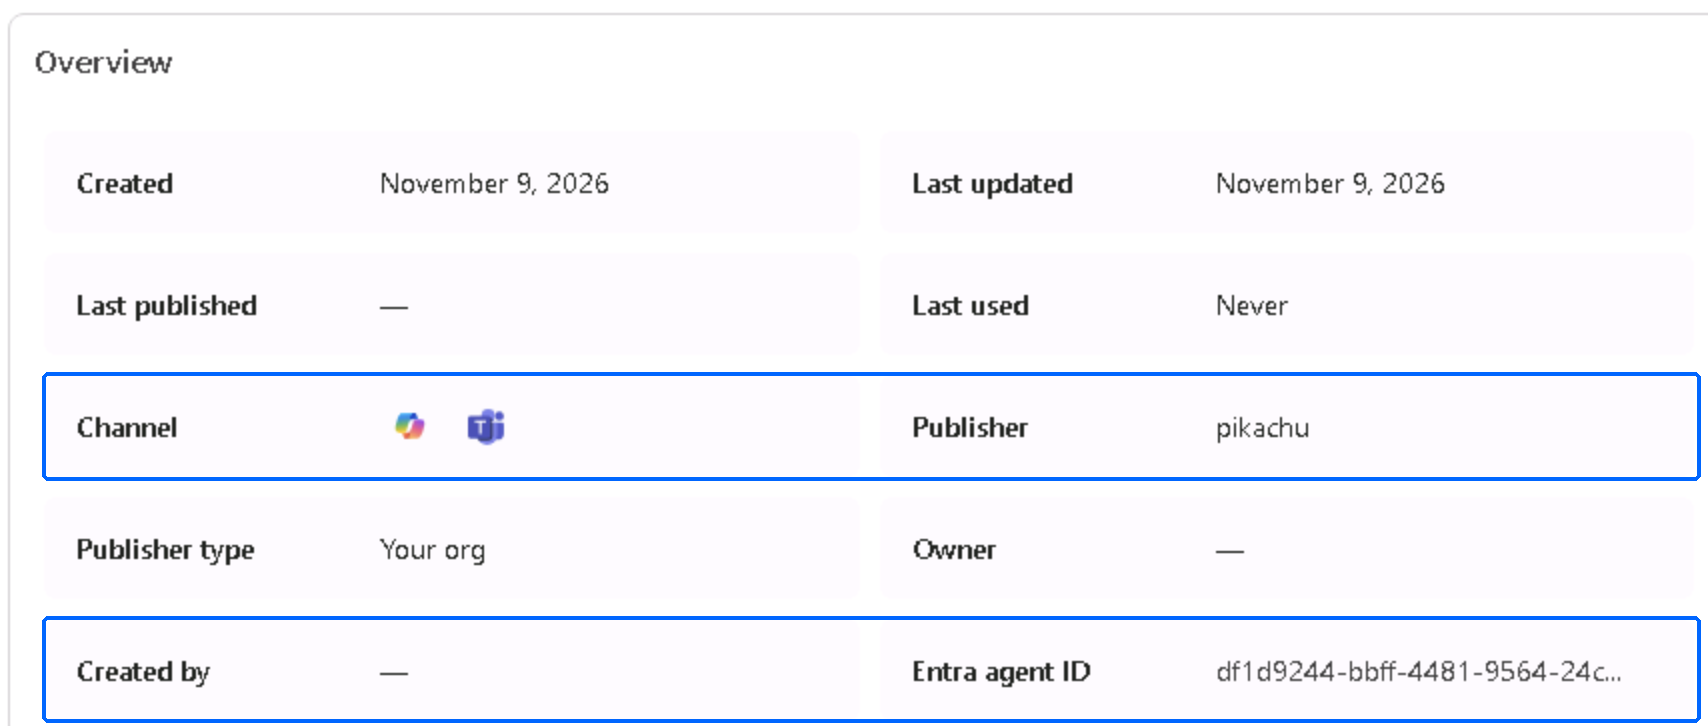 Overview
Created November 9, 2026 Last updated November 9, 2026
Last published — Last used Never
Channel Publisher pikachu
Publisher type Your org Owner —
Created by — Entra agent ID df1d9244-bbff-4481-9564-24c...